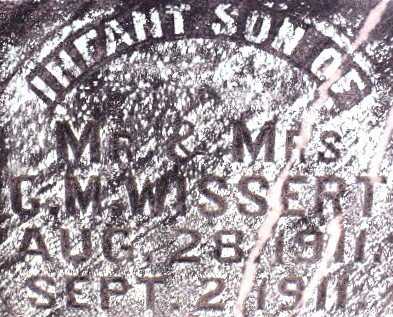 INFANT SON OF
MR & MRS
G. M. WISSERT
AUG. 28, 1911.
SEPT. 2, 1911.